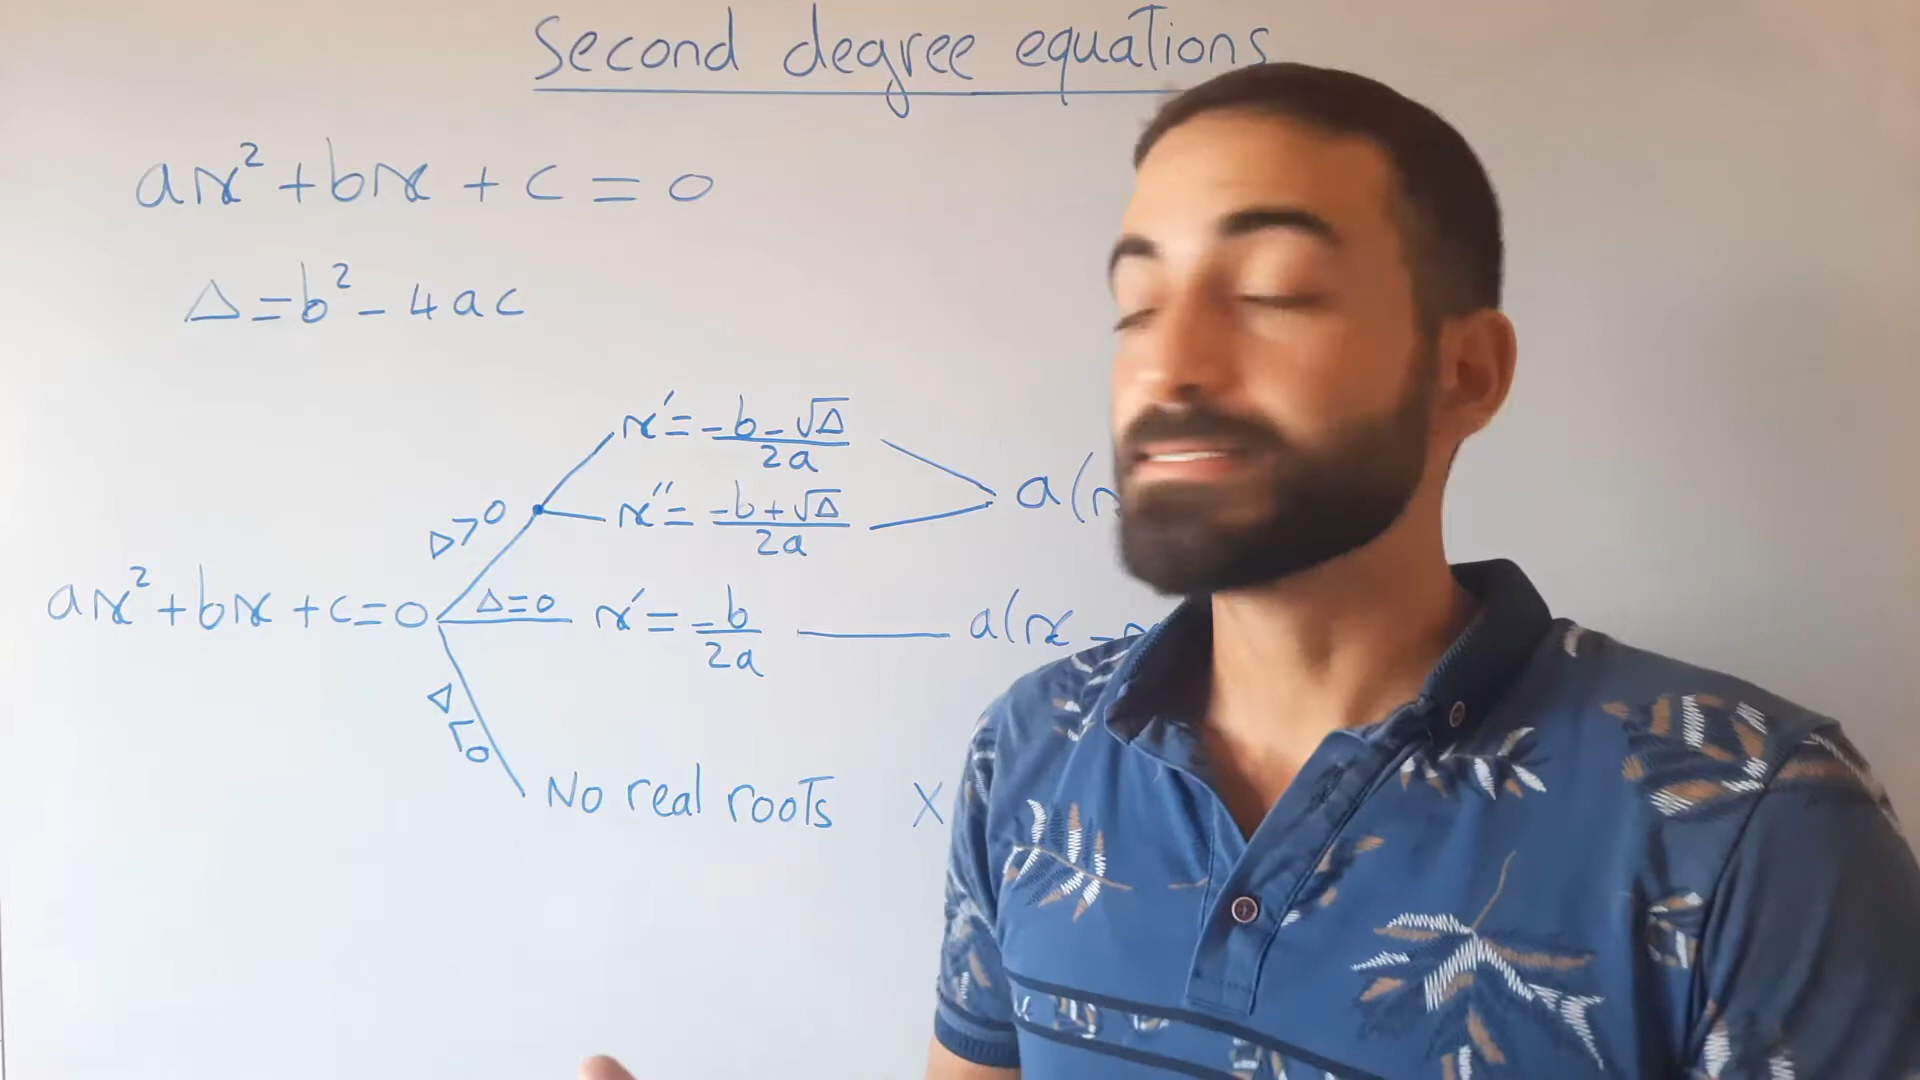 Second degree equations
ax² + bx + c = 0
Δ = b² - 4ac
x' = -b - √Δ / 2a
x'' = -b + √Δ / 2a
a(x
Δ > 0
ax² + bx + c = 0
Δ = 0
x' = -b / 2a
a(x -
Δ < 0
No real roots X